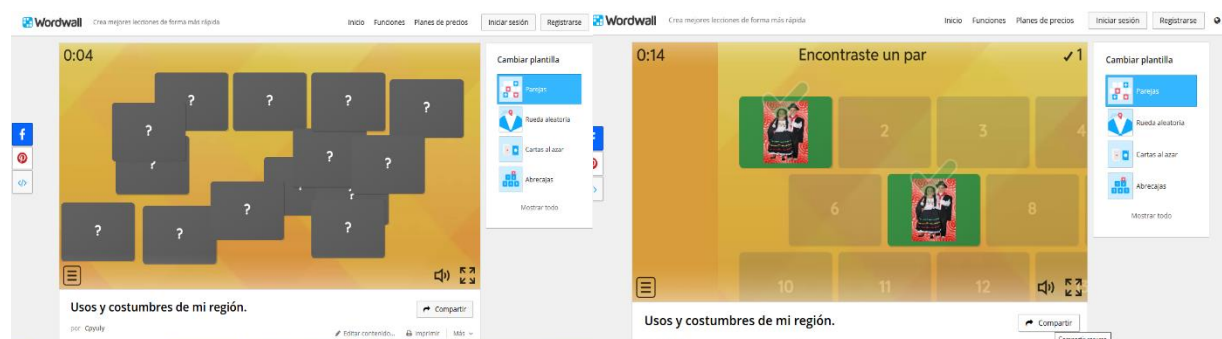 Wordwall Crea mejores lecciones de forma más rápida Inicio Funciones Planes de precios Iniciar sesión Registrarse
0:04
? ? ? ?
?
? ?
?
? ? ?
Cambiar plantilla
Parejas
Rueda aleatoria
Cartas al azar
Abrecajas
Mostrar todo
Usos y costumbres de mi región.
Compartir
por Cpyuly
Editar contenido... Imprimir Más
Wordwall Crea mejores lecciones de forma más rápida Inicio Funciones Planes de precios Iniciar sesión Registrarse
0:14 Encontraste un par ✓ 1
2 3 4
6 8
10 11 12
Cambiar plantilla
Parejas
Rueda aleatoria
Cartas al azar
Abrecajas
Mostrar todo
Usos y costumbres de mi región.
Compartir